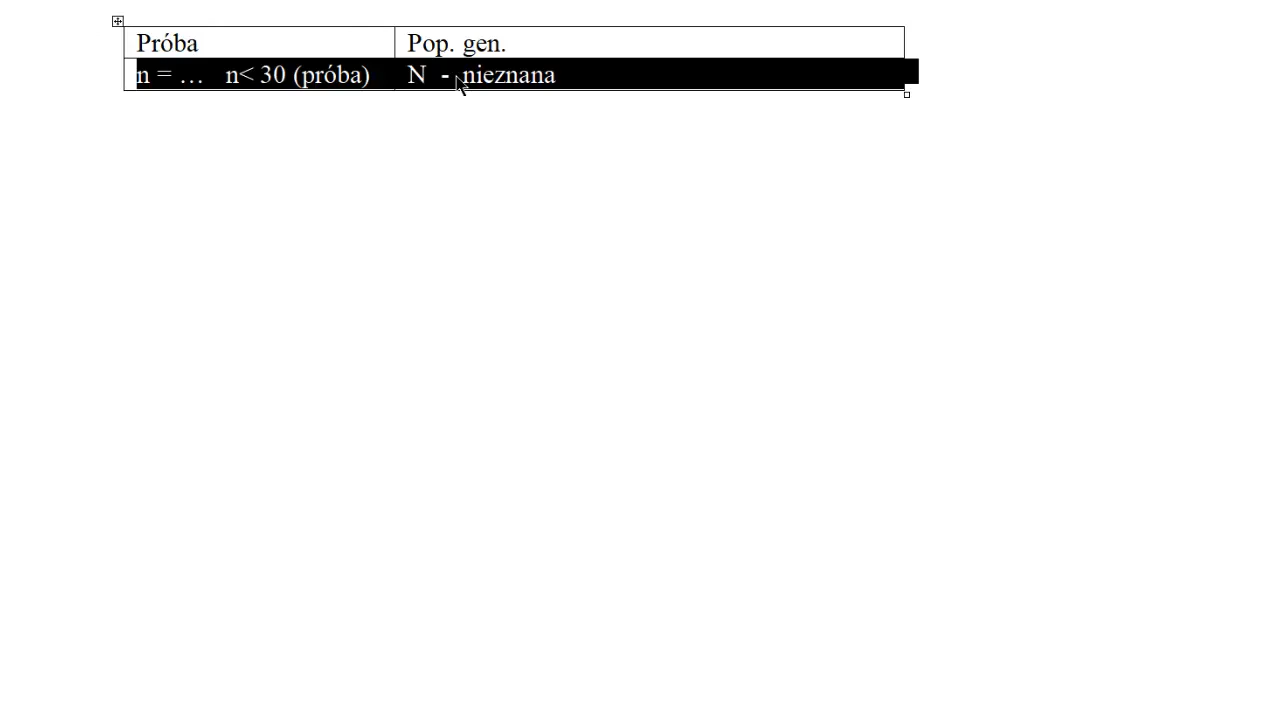 Próba Pop. gen.
n = … n< 30 (próba) N - nieznana